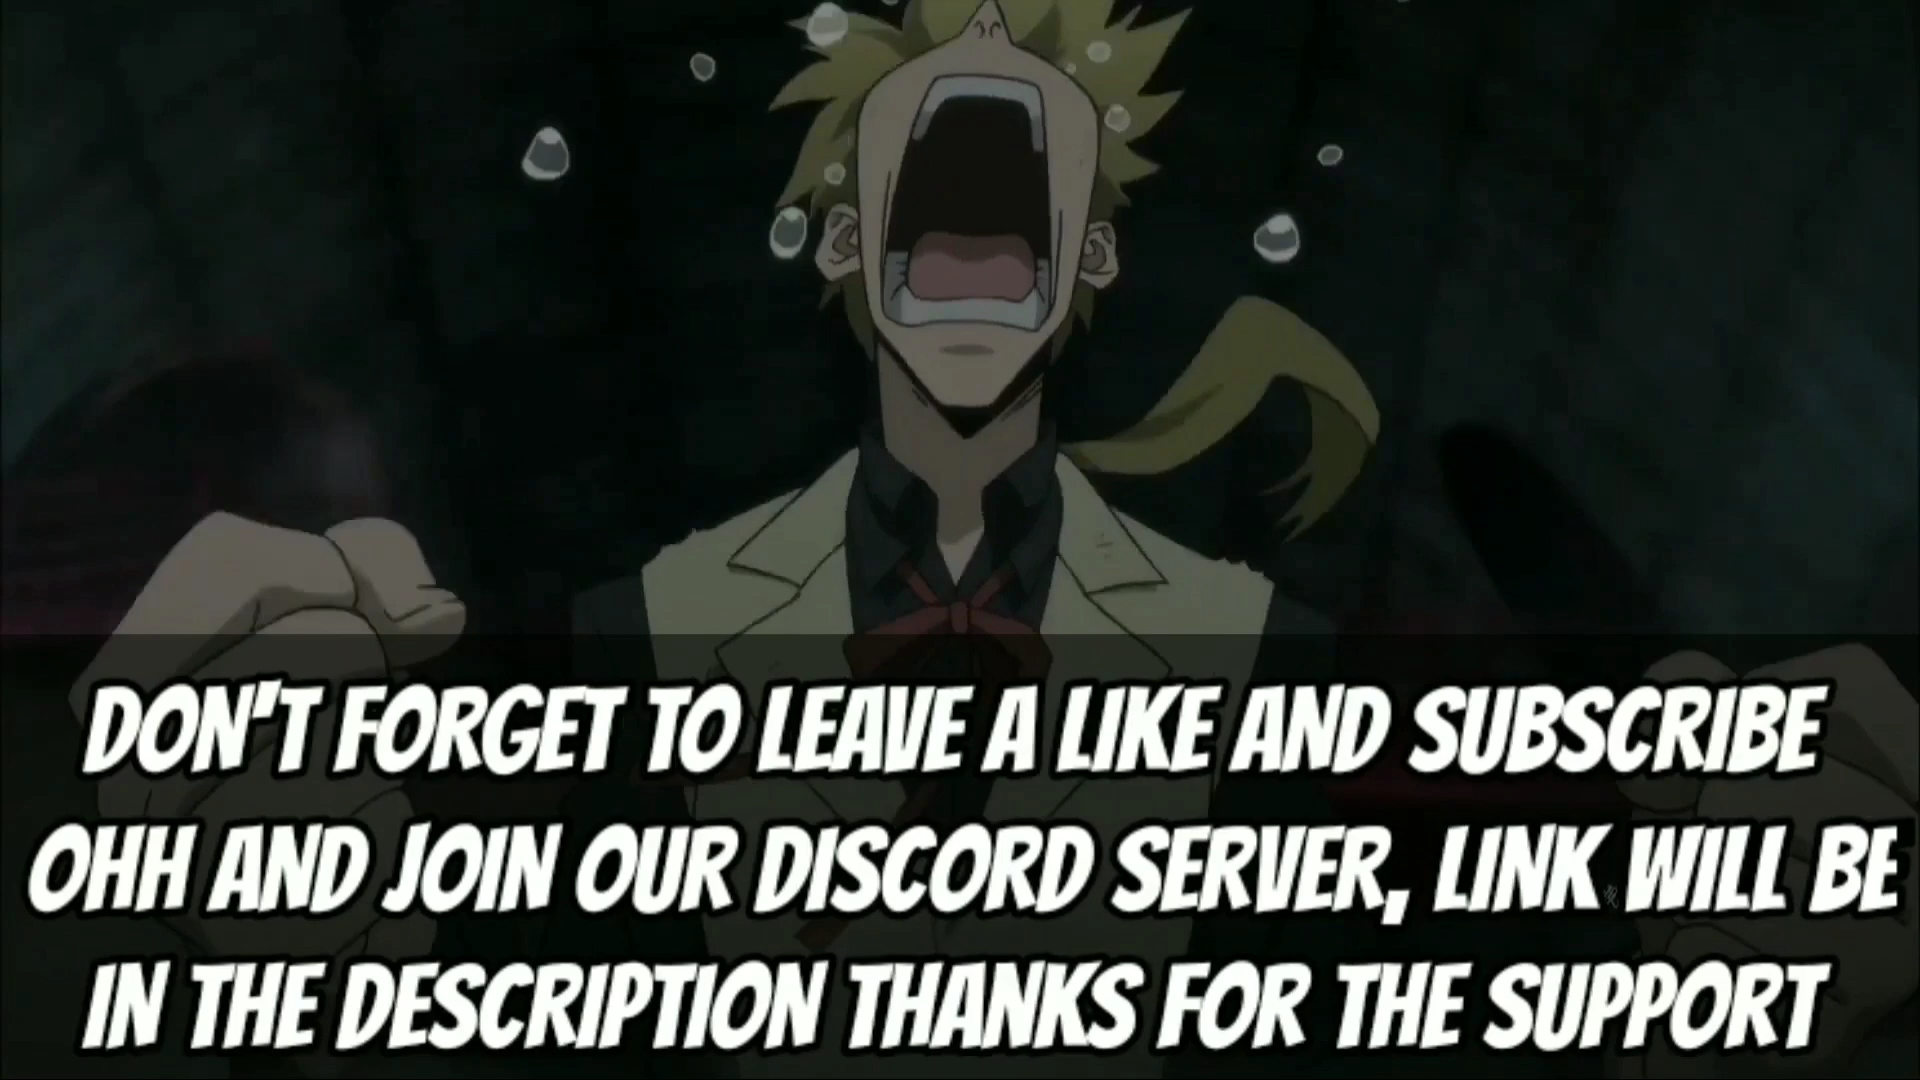 DON'T FORGET TO LEAVE A LIKE AND SUBSCRIBE
OHH AND JOIN OUR DISCORD SERVER, LINK WILL BE
IN THE DESCRIPTION THANKS FOR THE SUPPORT